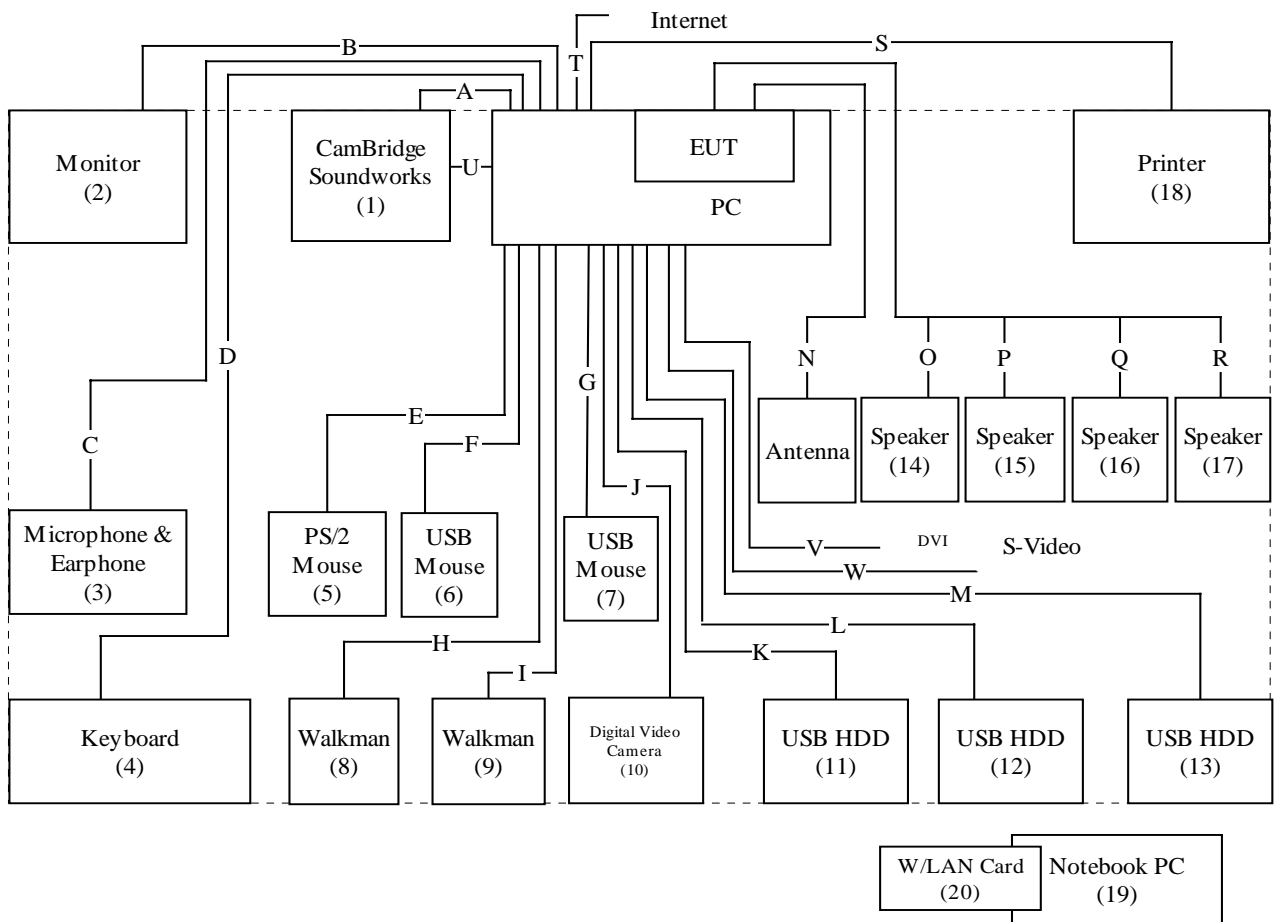 Internet
B
S
T
A
Monitor
(2)
CamBridge
Soundworks
(1)
U
EUT
PC
Printer
(18)
D
N
O
P
Q
R
G
E
F
C
J
Antenna
Speaker
(14)
Speaker
(15)
Speaker
(16)
Speaker
(17)
Microphone &
Earphone
(3)
PS/2
Mouse
(5)
USB
Mouse
(6)
USB
Mouse
(7)
V
DVI
S-Video
W
M
L
H
K
I
Keyboard
(4)
Walkman
(8)
Walkman
(9)
Digital Video
Camera
(10)
USB HDD
(11)
USB HDD
(12)
USB HDD
(13)
W/LAN Card
(20)
Notebook PC
(19)